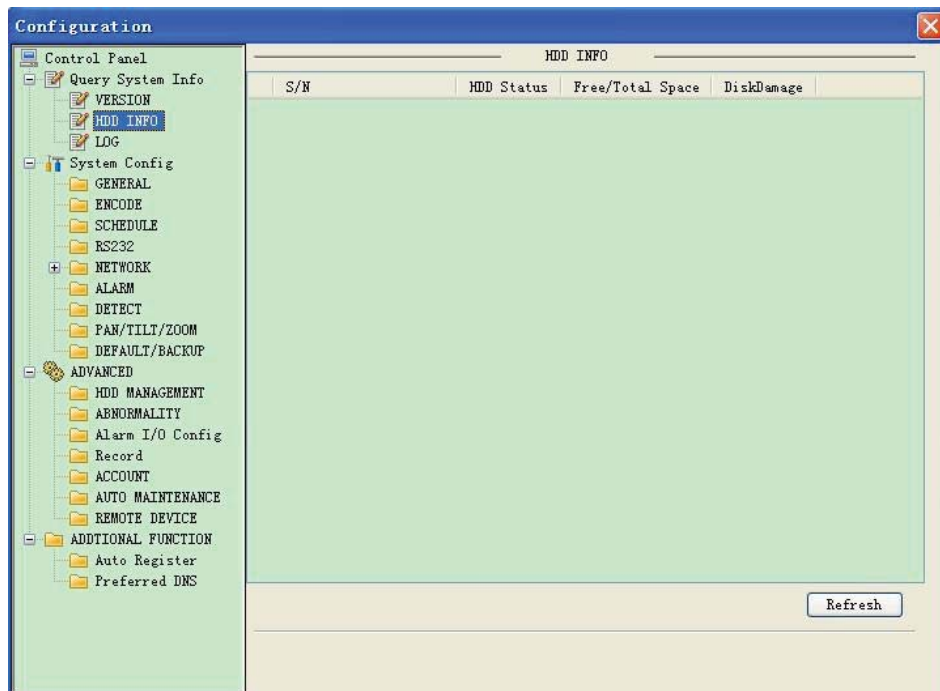 Configuration
Control Panel
Query System Info
VERSION
HDD INFO
LOG
System Config
GENERAL
ENCODE
SCHEDULE
RS232
NETWORK
ALARM
DETECT
PAN/TILT/ZOOM
DEFAULT/BACKUP
ADVANCED
HDD MANAGEMENT
ABNORMALITY
Alarm I/O Config
Record
ACCOUNT
AUTO MAINTENANCE
REMOTE DEVICE
ADDTIONAL FUNCTION
Auto Register
Preferred DNS
HDD INFO
S/N HDD Status Free/Total Space DiskDamage
Refresh